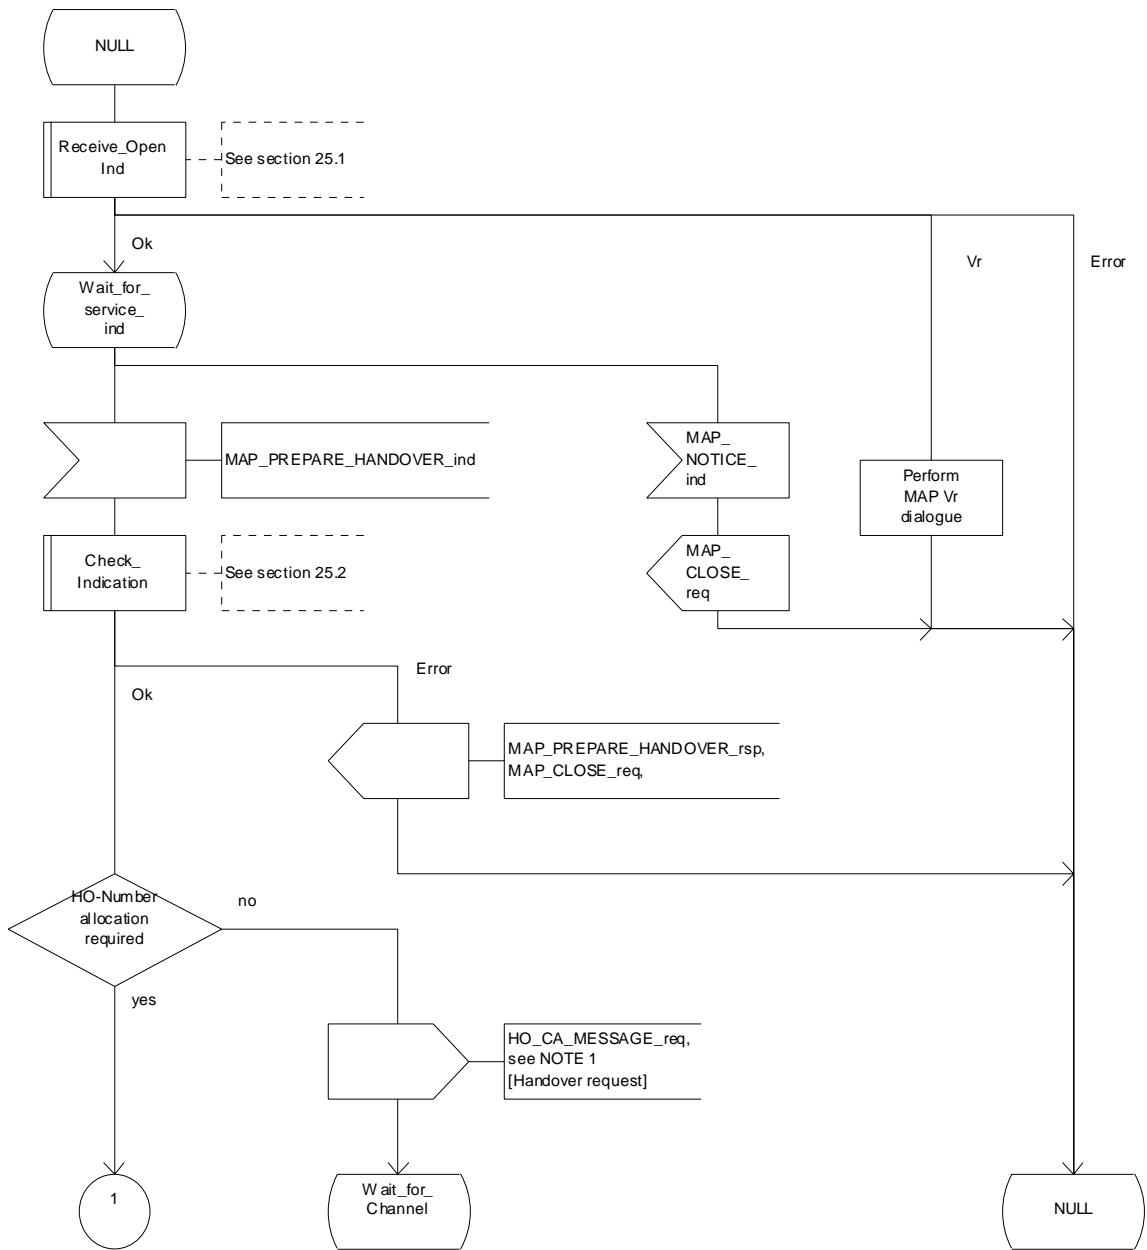 NULL
Receive_Open
Ind
See section 25.1
Ok
Vr
Error
Wait_for_
service_
ind
MAP_PREPARE_HANDOVER_ind
MAP_
NOTICE_
ind
Perform
MAP Vr
dialogue
Check_
Indication
See section 25.2
MAP_
CLOSE_
req
Error
Ok
MAP_PREPARE_HANDOVER_rsp,
MAP_CLOSE_req,
HO-Number
allocation
required
no
yes
HO_CA_MESSAGE_req,
see NOTE 1
[Handover request]
1
Wait_for_
Channel
NULL